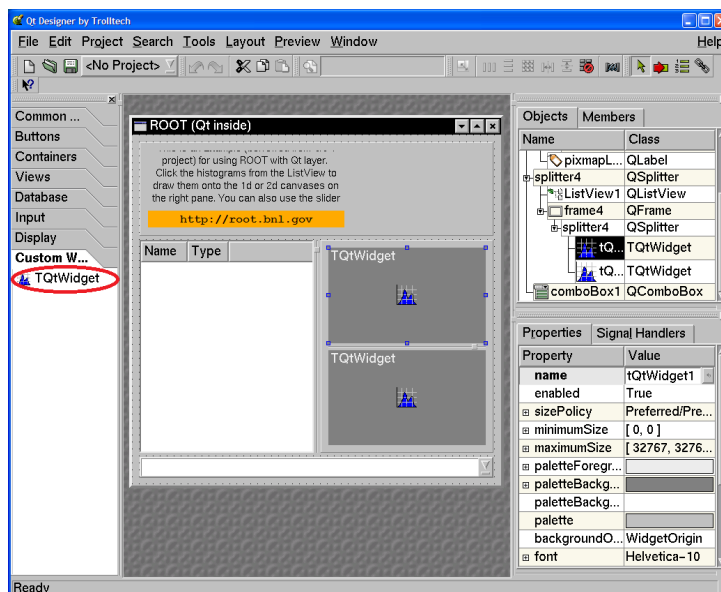 Qt Designer by Trolltech
File Edit Project Search Tools Layout Preview Window Help
<No Project>
Common ...
Buttons
Containers
Views
Database
Input
Display
Custom W...
TQtWidget
ROOT (Qt inside)
project) for using ROOT with Qt layer.
Click the histograms from the ListView to
draw them onto the 1d or 2d canvases on
the right pane. You can also use the slider
http://root.bnl.gov
Name Type
TQtWidget
TQtWidget
Objects Members
Name Class
pixmapL... QLabel
splitter4 QSplitter
ListView1 QListView
frame4 QFrame
splitter4 QSplitter
tQ... TQtWidget
tQ... TQtWidget
comboBox1 QComboBox
Properties Signal Handlers
Property Value
name tQtWidget1
enabled True
sizePolicy Preferred/Pre...
minimumSize [ 0, 0 ]
maximumSize [ 32767, 3276...
paletteForegr...
paletteBackg...
paletteBackg...
palette
backgroundO... WidgetOrigin
font Helvetica-10
Ready